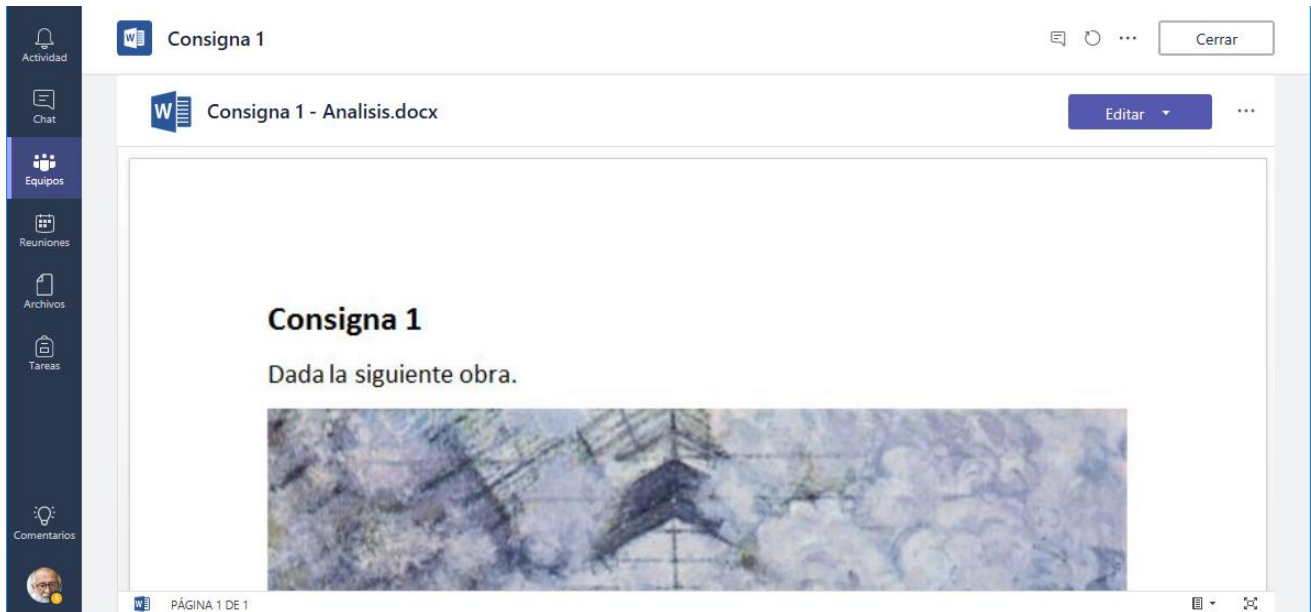 Actividad
Chat
Equipos
Reuniones
Archivos
Tareas
Comentarios
Consigna 1
Cerrar
Consigna 1 - Analisis.docx
Editar
Consigna 1
Dada la siguiente obra.
PÁGINA 1 DE 1